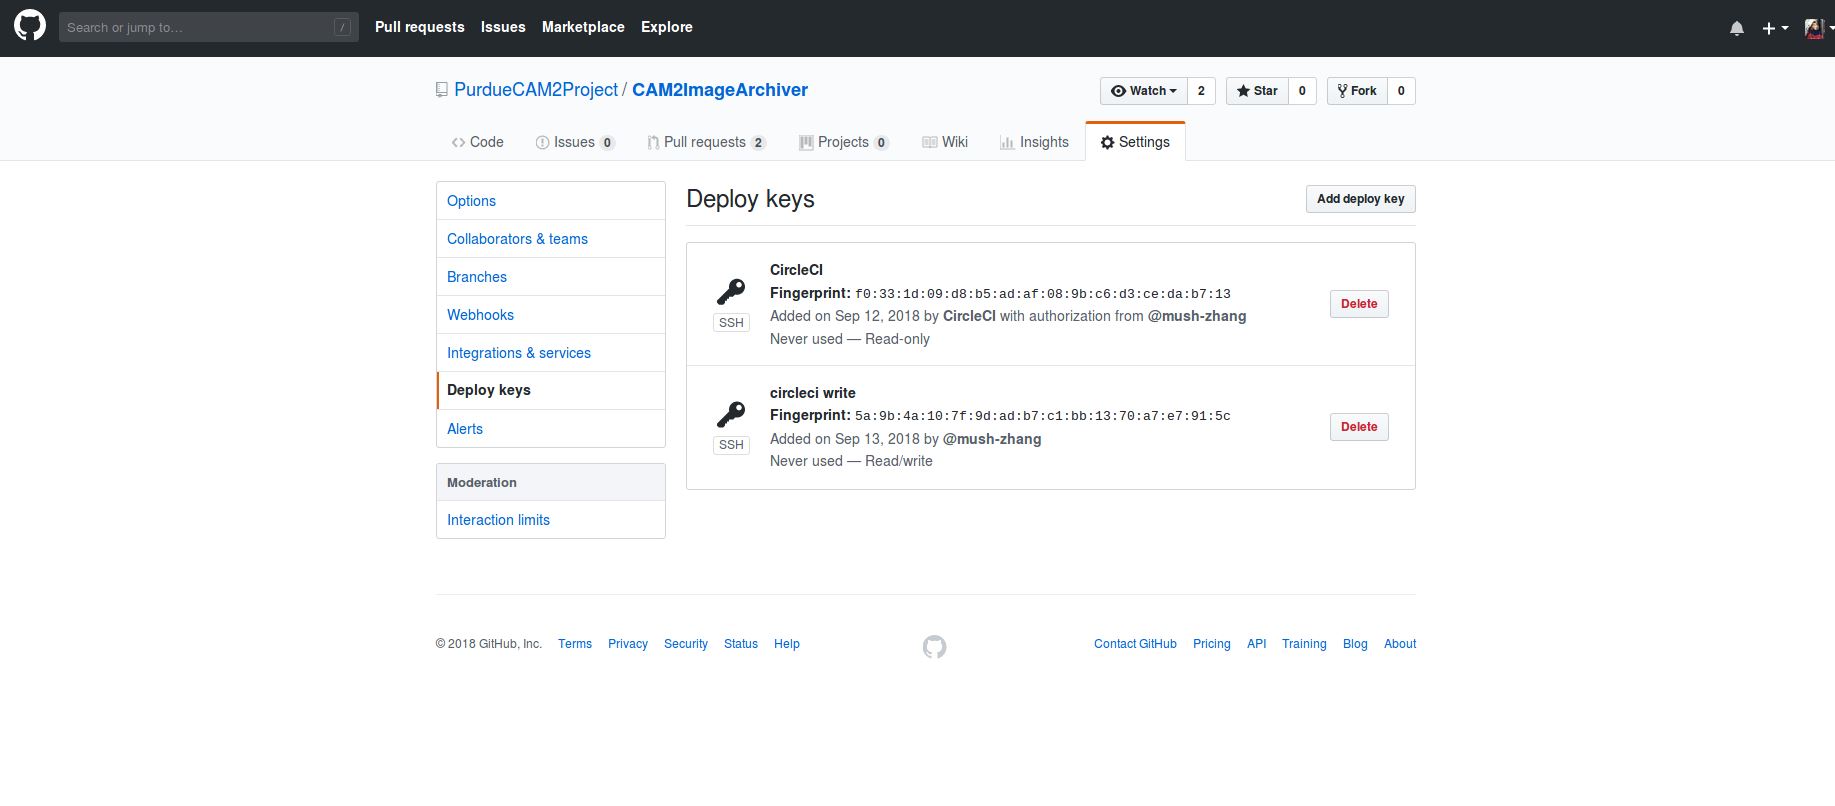 Search or jump to… / Pull requests Issues Marketplace Explore
PurdueCAM2Project / CAM2ImageArchiver Watch 2 Star 0 Fork 0
Code Issues 0 Pull requests 2 Projects 0 Wiki Insights Settings
Options
Collaborators & teams
Branches
Webhooks
Integrations & services
Deploy keys
Alerts
Moderation
Interaction limits
Deploy keys Add deploy key
CircleCI
Fingerprint: f0:33:1d:09:d8:b5:ad:af:08:9b:c6:d3:ce:da:b7:13
Added on Sep 12, 2018 by CircleCI with authorization from @mush-zhang
Never used — Read-only
SSH
Delete
circleci write
Fingerprint: 5a:9b:4a:10:7f:9d:ad:b7:c1:bb:13:70:a7:e7:91:5c
Added on Sep 13, 2018 by @mush-zhang
Never used — Read/write
SSH
Delete
© 2018 GitHub, Inc. Terms Privacy Security Status Help Contact GitHub Pricing API Training Blog About